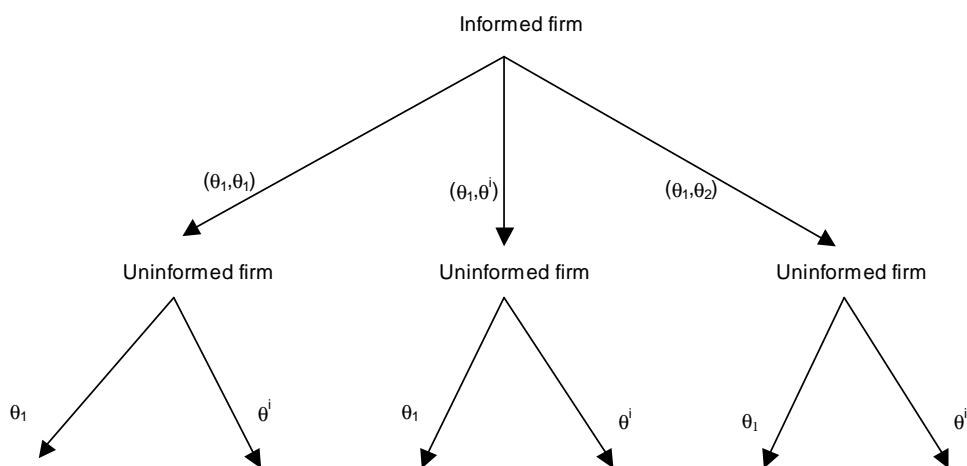 Informed firm
(θ₁,θ₁)
(θ₁,θⁱ)
(θ₁,θ₂)
Uninformed firm
Uninformed firm
Uninformed firm
θ₁
θⁱ
θ₁
θⁱ
θ₁
θⁱ